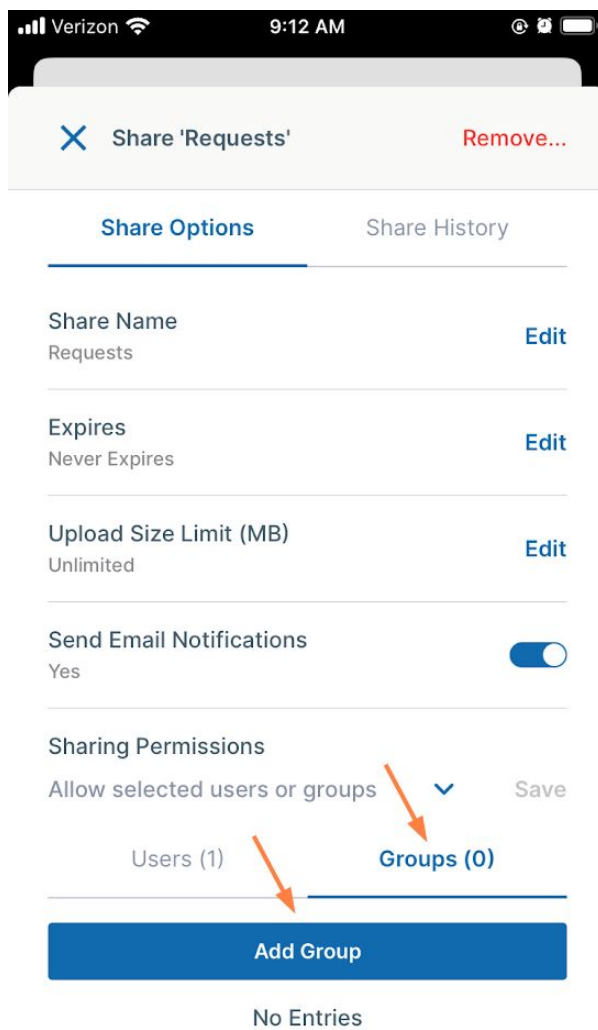 Verizon 9:12 AM
Share 'Requests' Remove...
Share Options Share History
Share Name
Requests
Edit
Expires
Never Expires
Edit
Upload Size Limit (MB)
Unlimited
Edit
Send Email Notifications
Yes
Sharing Permissions
Allow selected users or groups Save
Users (1) Groups (0)
Add Group
No Entries